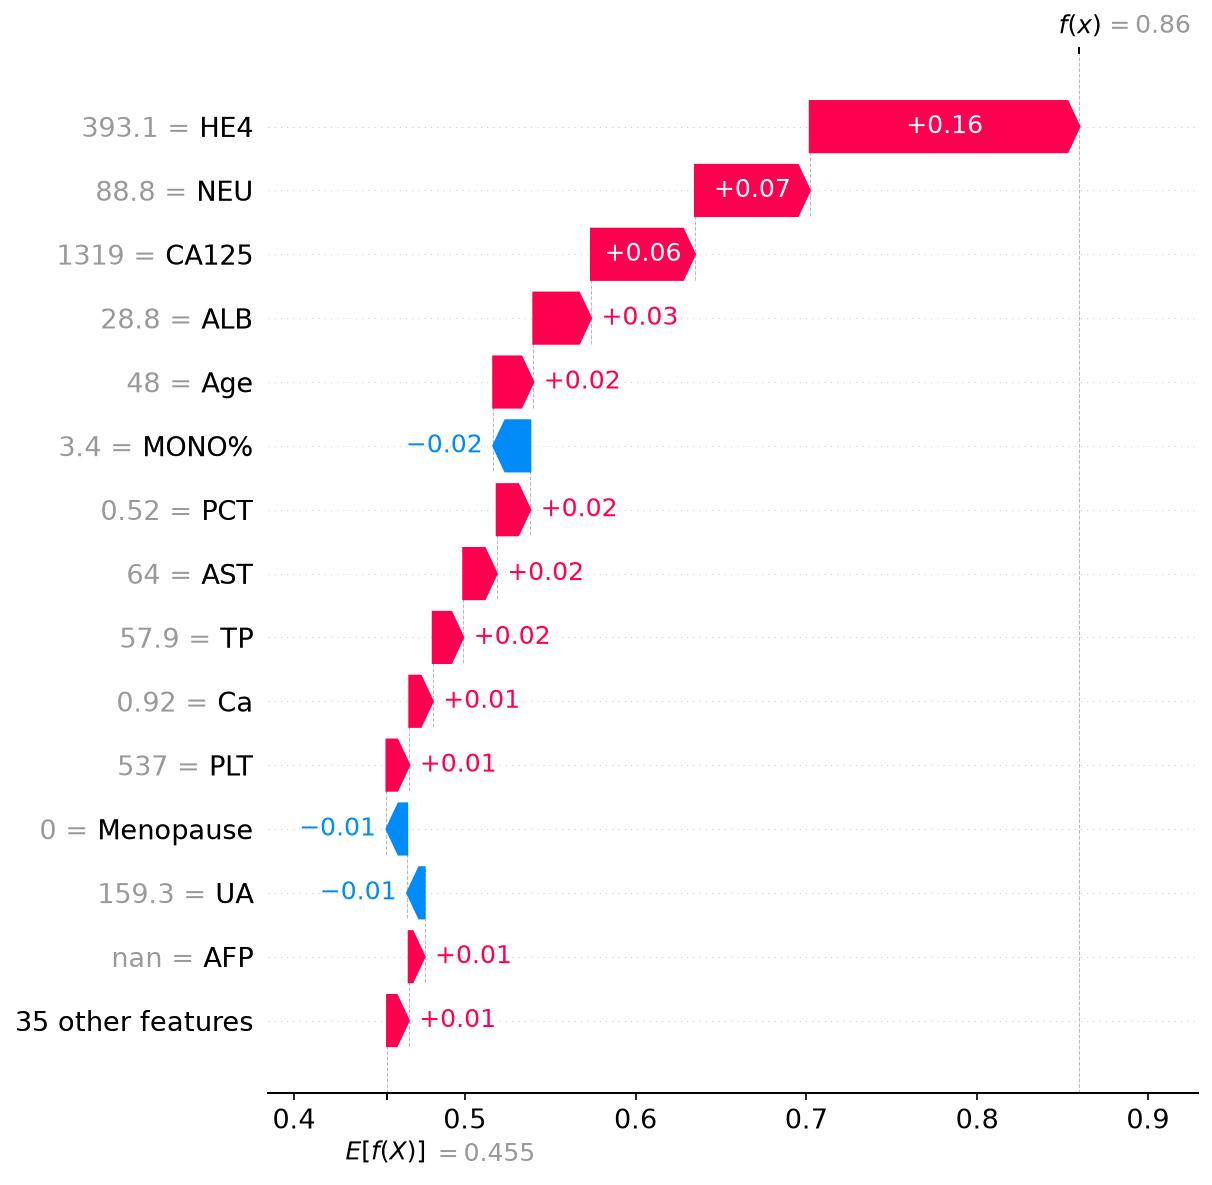 f(x) = 0.86
393.1 = HE4
+0.16
88.8 = NEU
+0.07
1319 = CA125
+0.06
28.8 = ALB
+0.03
48 = Age
+0.02
3.4 = MONO%
−0.02
0.52 = PCT
+0.02
64 = AST
+0.02
57.9 = TP
+0.02
0.92 = Ca
+0.01
537 = PLT
+0.01
0 = Menopause
−0.01
159.3 = UA
−0.01
nan = AFP
+0.01
35 other features
+0.01
0.4 0.5 0.6 0.7 0.8 0.9
E[f(X)] = 0.455